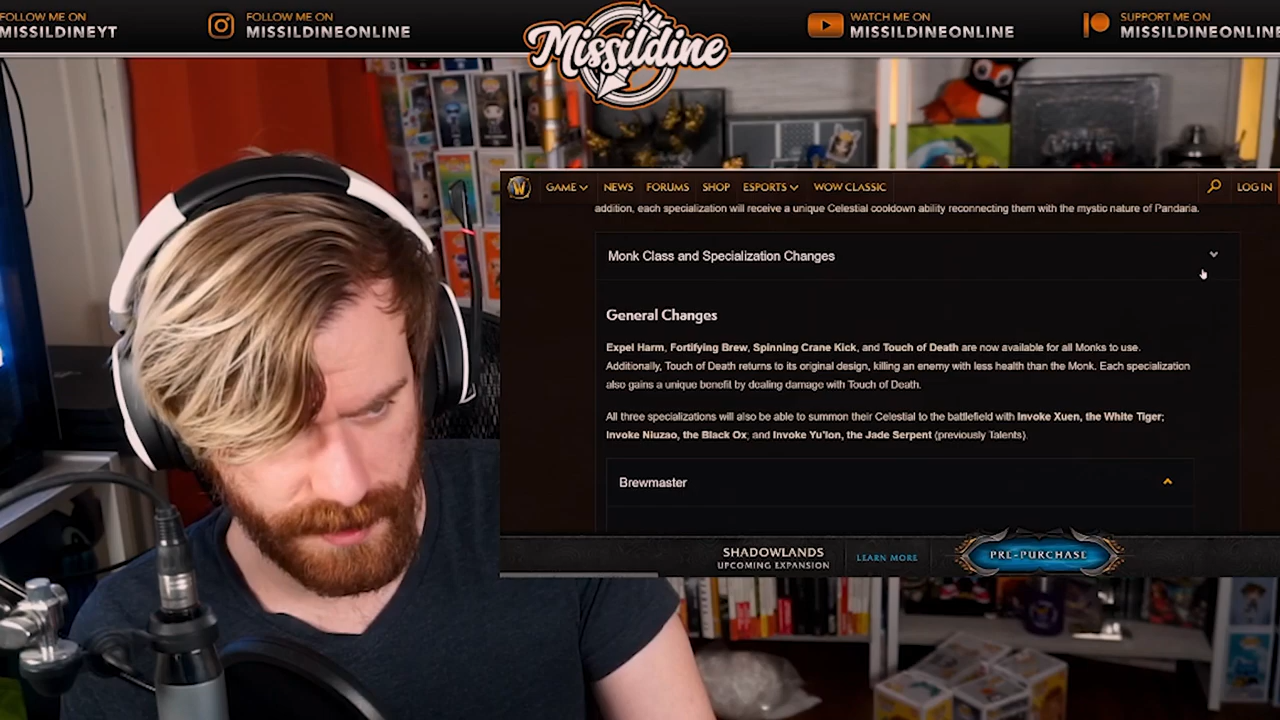 FOLLOW ME ON
MISSILDINEYT
FOLLOW ME ON
MISSILDINEONLINE
Missildine
WATCH ME ON
MISSILDINEONLINE
SUPPORT ME ON
MISSILDINEONLINE
GAME NEWS FORUMS SHOP ESPORTS WOW CLASSIC LOG IN
addition, each specialization will receive a unique Celestial cooldown ability reconnecting them with the mystic nature of Pandaria.
Monk Class and Specialization Changes
General Changes
Expel Harm, Fortifying Brew, Spinning Crane Kick, and Touch of Death are now available for all Monks to use.
Additionally, Touch of Death returns to its original design, killing an enemy with less health than the Monk. Each specialization
also gains a unique benefit by dealing damage with Touch of Death.
All three specializations will also be able to summon their Celestial to the battlefield with Invoke Xuen, the White Tiger;
Invoke Niuzao, the Black Ox; and Invoke Yu'lon, the Jade Serpent (previously Talents).
Brewmaster
SHADOWLANDS
UPCOMING EXPANSION
LEARN MORE
PRE-PURCHASE